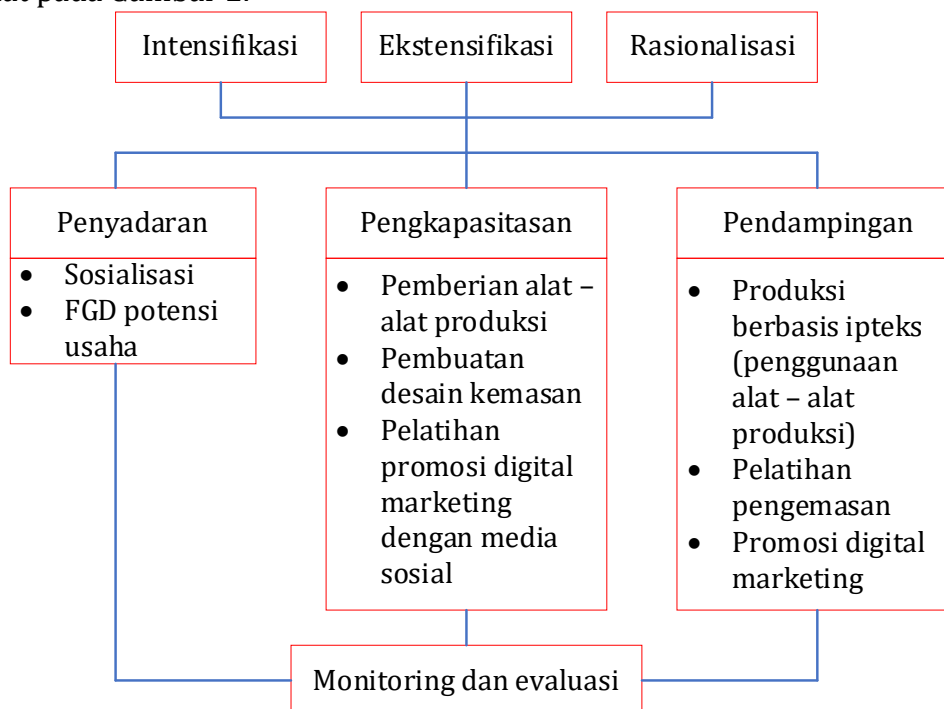 Intensifikasi
Ekstensifikasi
Rasionalisasi
Penyadaran
• Sosialisasi
• FGD potensi
usaha
Pengkapasitasan
• Pemberian alat –
alat produksi
• Pembuatan
desain kemasan
• Pelatihan
promosi digital
marketing
dengan media
sosial
Pendampingan
• Produksi
berbasis ipteks
(penggunaan
alat – alat
produksi)
• Pelatihan
pengemasan
• Promosi digital
marketing
Monitoring dan evaluasi